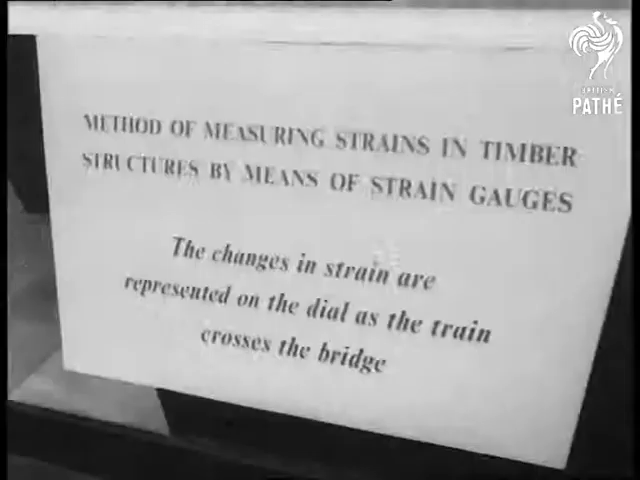 BRITISH
PATHÉ
METHOD OF MEASURING STRAINS IN TIMBER
STRUCTURES BY MEANS OF STRAIN GAUGES
The changes in strain are
represented on the dial as the train
crosses the bridge